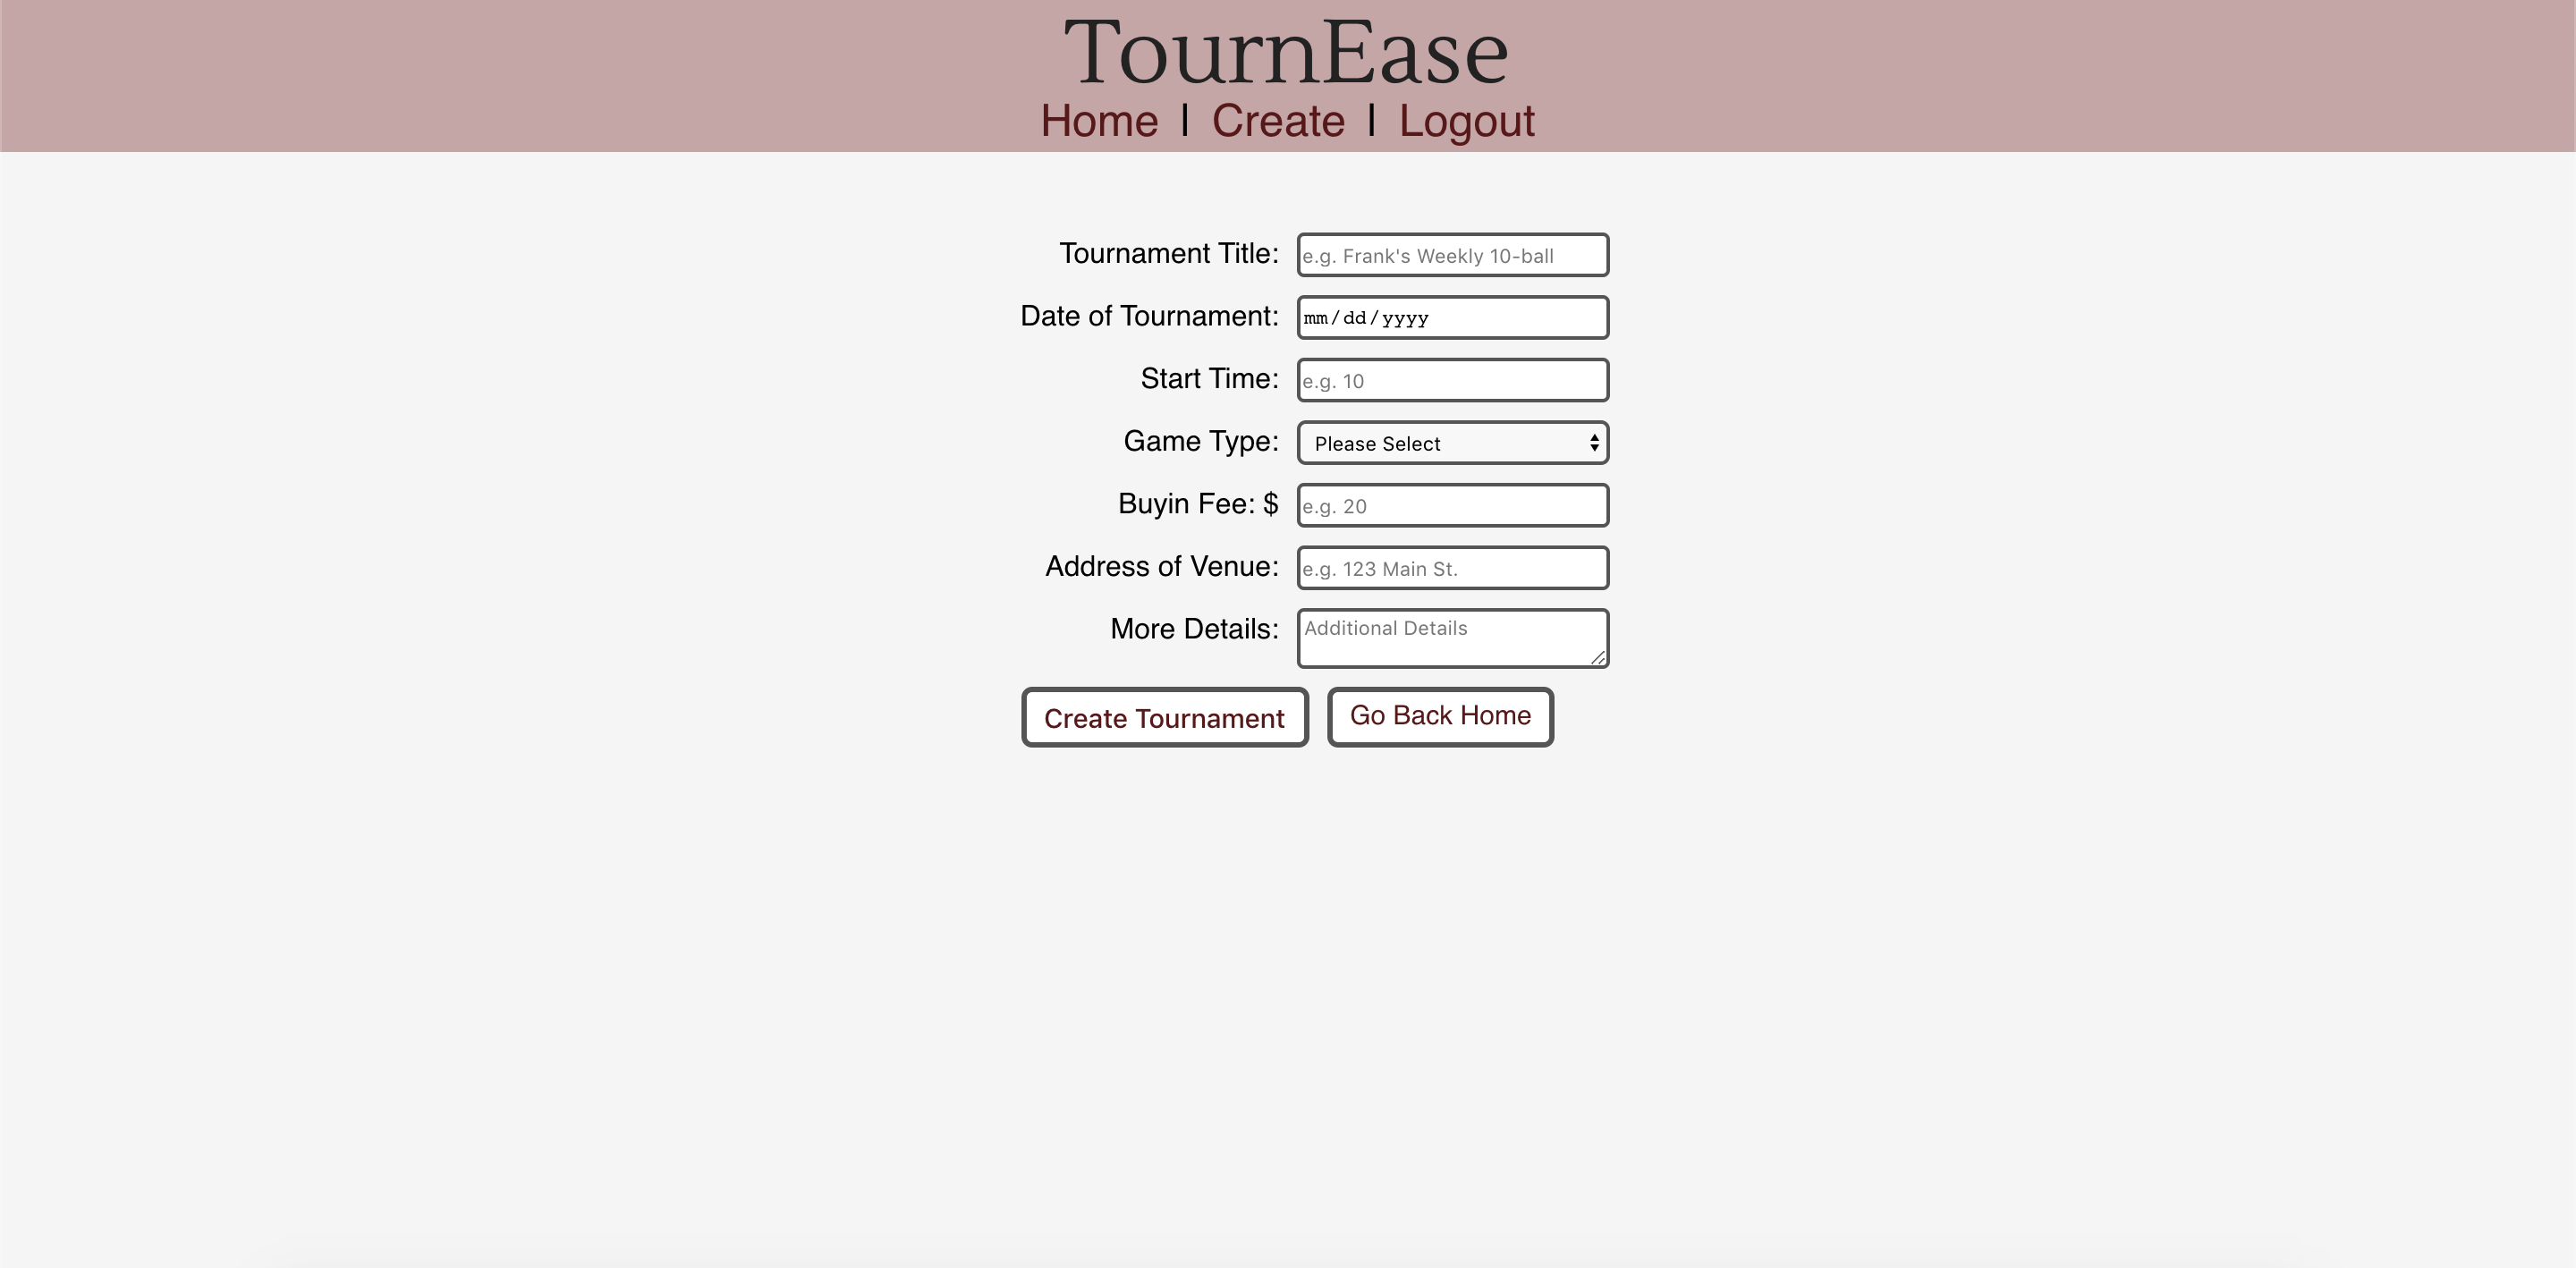 TournEase
Home | Create | Logout
Tournament Title: e.g. Frank's Weekly 10-ball
Date of Tournament: mm/dd/yyyy
Start Time: e.g. 10
Game Type: Please Select
Buyin Fee: $ e.g. 20
Address of Venue: e.g. 123 Main St.
More Details: Additional Details
Create Tournament Go Back Home